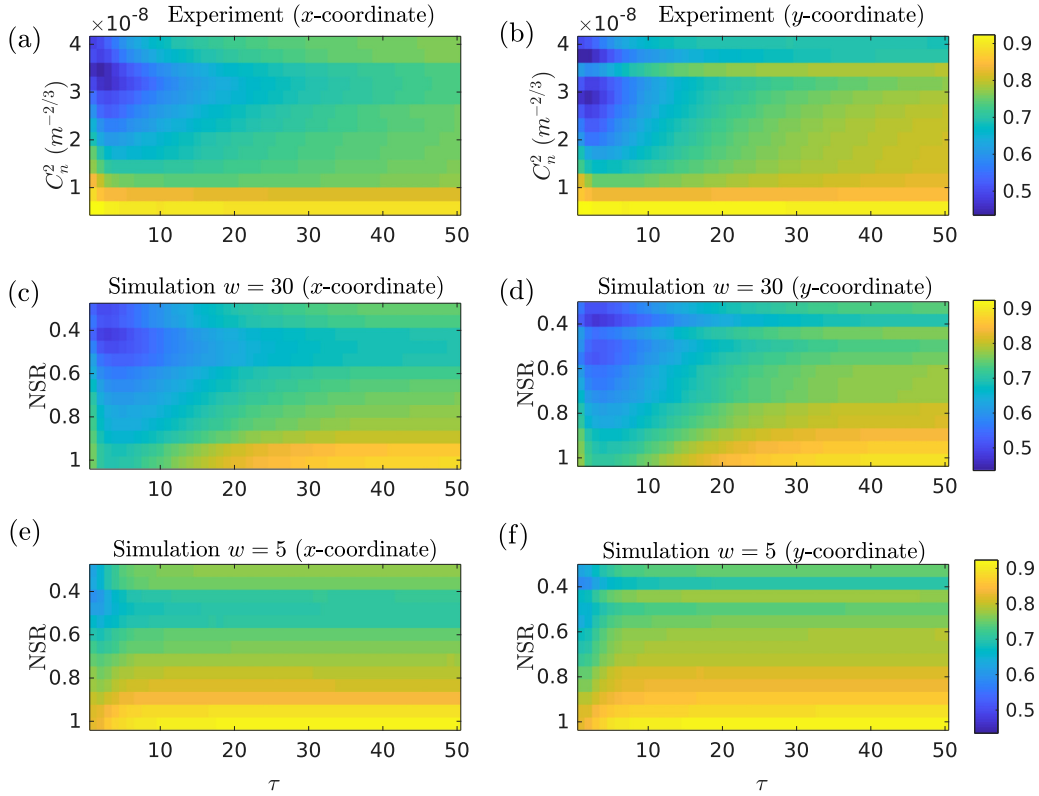 (a)
×10⁻⁸
Experiment (x-coordinate)
4
3
2
1
C_n^2 (m^{-2/3})
10 20 30 40 50
(b)
×10⁻⁸
Experiment (y-coordinate)
4
3
2
1
C_n^2 (m^{-2/3})
10 20 30 40 50
0.9
0.8
0.7
0.6
0.5
(c)
Simulation w = 30 (x-coordinate)
0.4
0.6
0.8
1
NSR
10 20 30 40 50
(d)
Simulation w = 30 (y-coordinate)
0.4
0.6
0.8
1
NSR
10 20 30 40 50
0.9
0.8
0.7
0.6
0.5
(e)
Simulation w = 5 (x-coordinate)
0.4
0.6
0.8
1
NSR
10 20 30 40 50
τ
(f)
Simulation w = 5 (y-coordinate)
0.4
0.6
0.8
1
NSR
10 20 30 40 50
τ
0.9
0.8
0.7
0.6
0.5